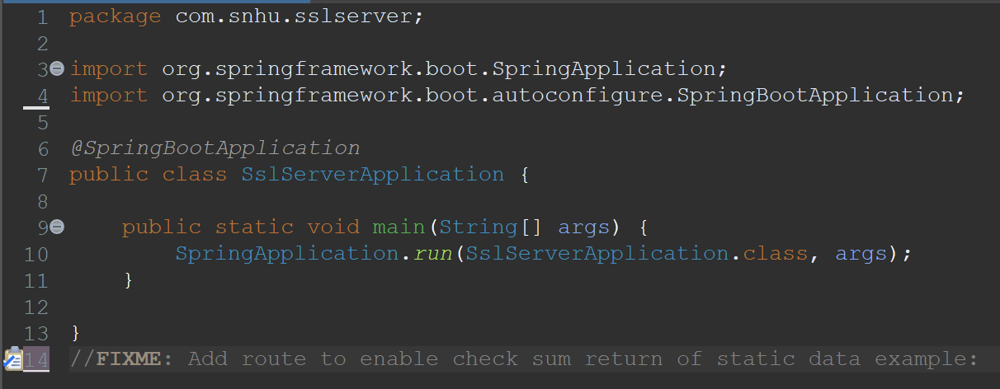 1 package com.snhu.sslserver;
2
3 import org.springframework.boot.SpringApplication;
4 import org.springframework.boot.autoconfigure.SpringBootApplication;
5
6 @SpringBootApplication
7 public class SslServerApplication {
8
9     public static void main(String[] args) {
10         SpringApplication.run(SslServerApplication.class, args);
11     }
12
13 }
14 //FIXME: Add route to enable check sum return of static data example: